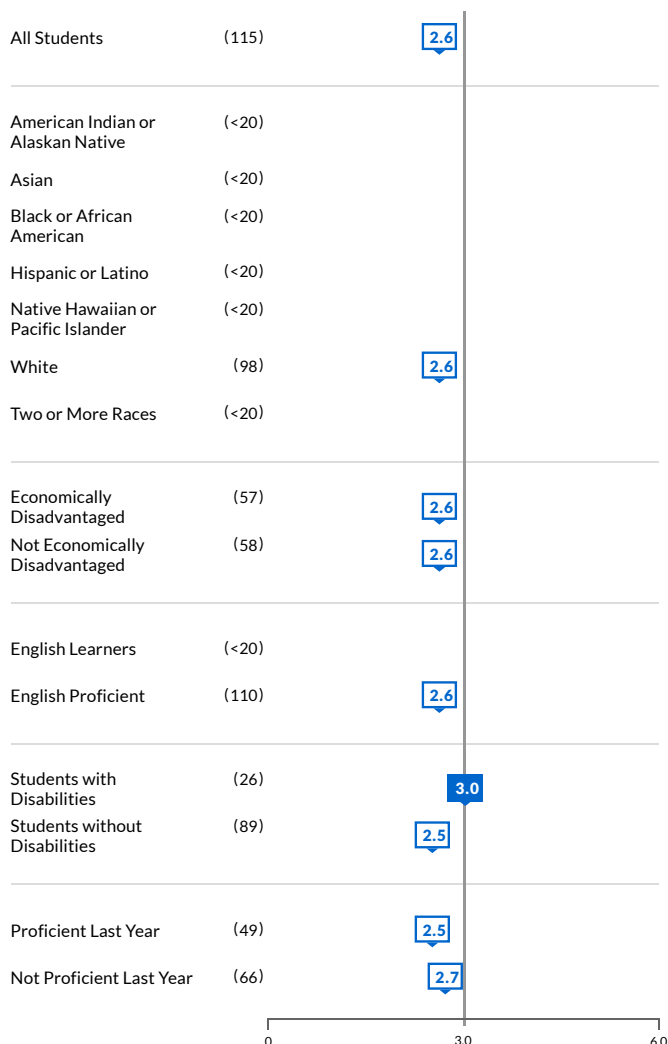 All Students (115) 2.6
American Indian or (<20)
Alaskan Native
Asian (<20)
Black or African (<20)
American
Hispanic or Latino (<20)
Native Hawaiian or (<20)
Pacific Islander
White (98) 2.6
Two or More Races (<20)
Economically (57) 2.6
Disadvantaged
Not Economically (58) 2.6
Disadvantaged
English Learners (<20)
English Proficient (110) 2.6
Students with (26) 3.0
Disabilities
Students without (89) 2.5
Disabilities
Proficient Last Year (49) 2.5
Not Proficient Last Year (66) 2.7
0 3.0 6.0